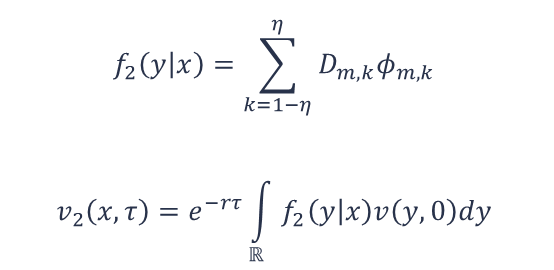 f₂(y|x) = ∑_{k=1−η}^{η} D_{m,k}ϕ_{m,k}
v₂(x, τ) = e^{−rτ} ∫_ℝ f₂(y|x)v(y, 0)dy